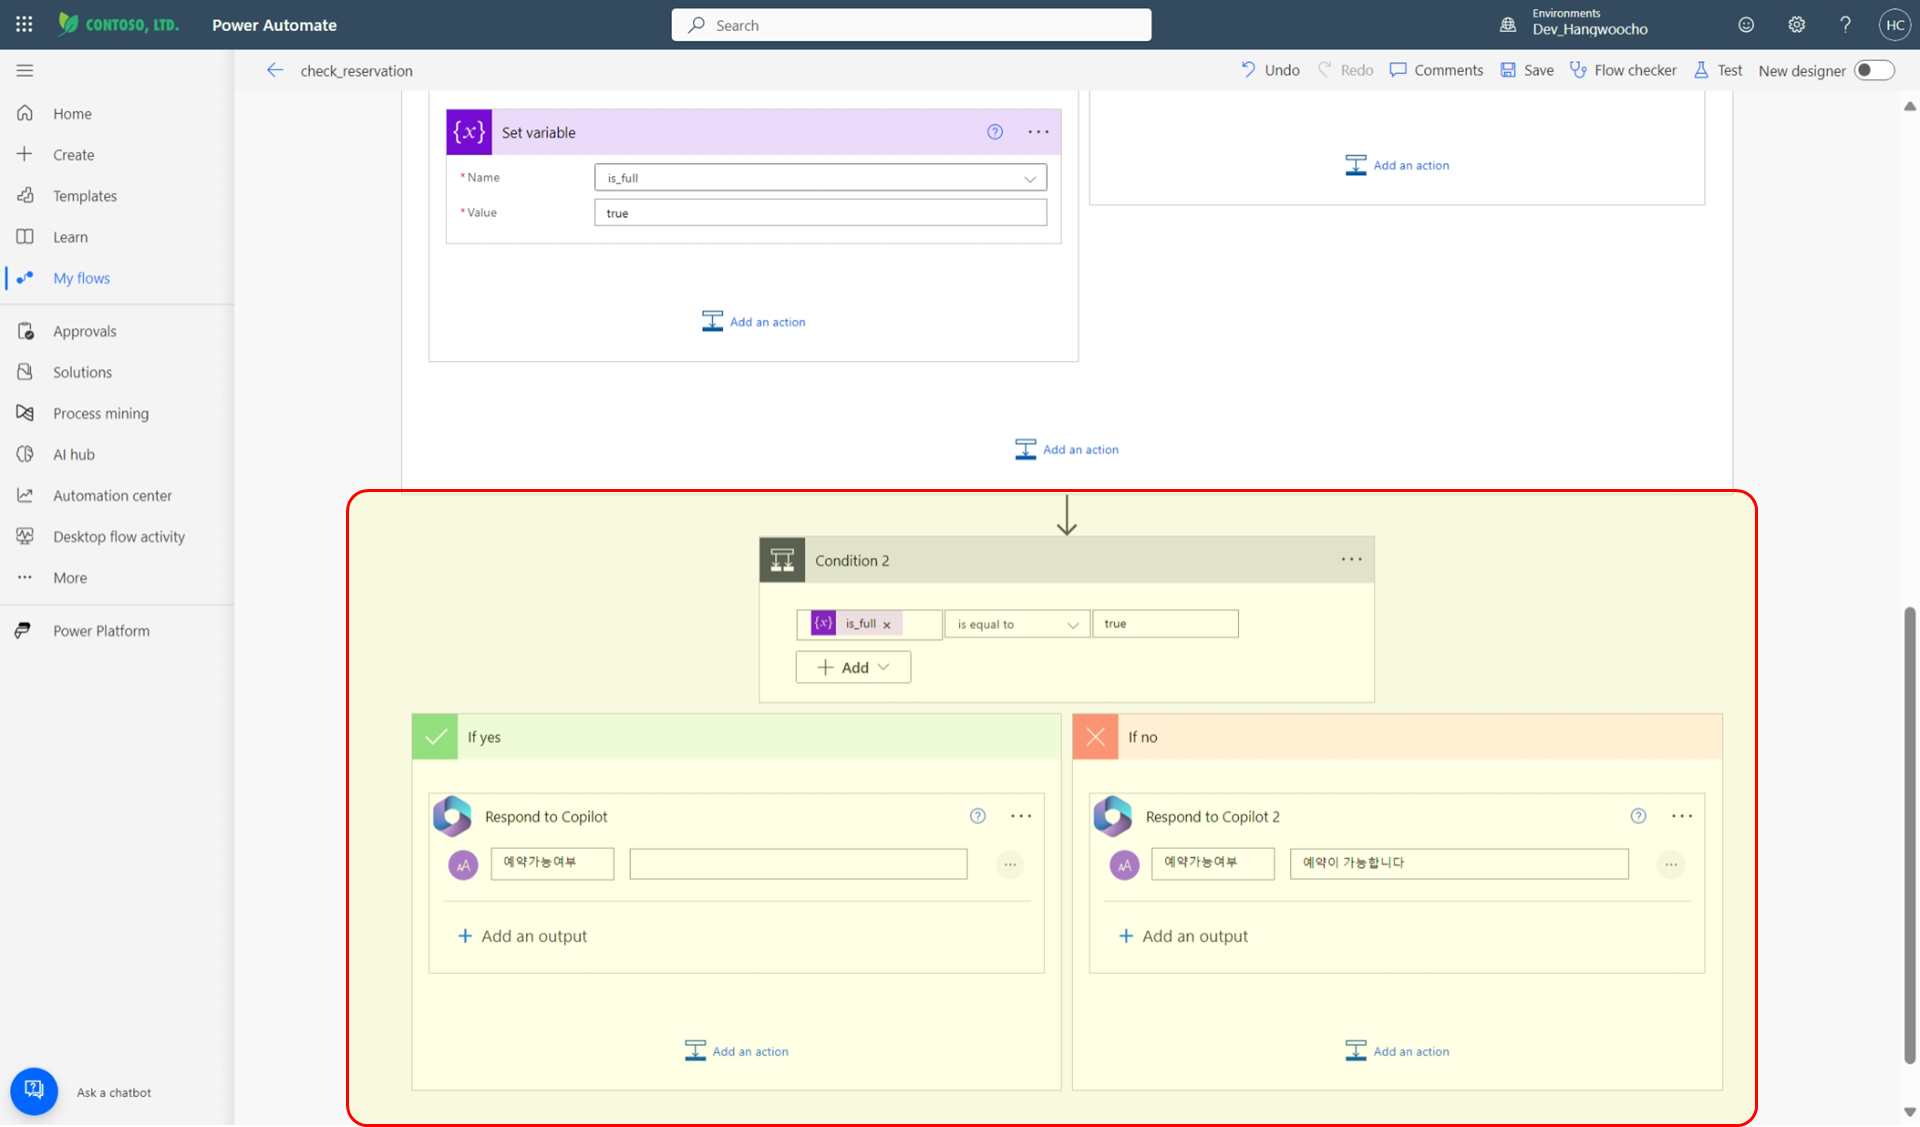 CONTOSO, LTD.
Power Automate
Search
Environments
Dev_Hangwoocho
?
HC
check_reservation
Undo
Redo
Comments
Save
Flow checker
Test
New designer
Home
Create
Templates
Learn
My flows
Approvals
Solutions
Process mining
AI hub
Automation center
Desktop flow activity
More
Power Platform
Ask a chatbot
{x} Set variable
* Name
is_full
* Value
true
Add an action
Add an action
Add an action
Condition 2
{x} is_full ×
is equal to
true
+ Add
If yes
Respond to Copilot
예약가능여부
+ Add an output
Add an action
If no
Respond to Copilot 2
예약가능여부
예약이 가능합니다
+ Add an output
Add an action